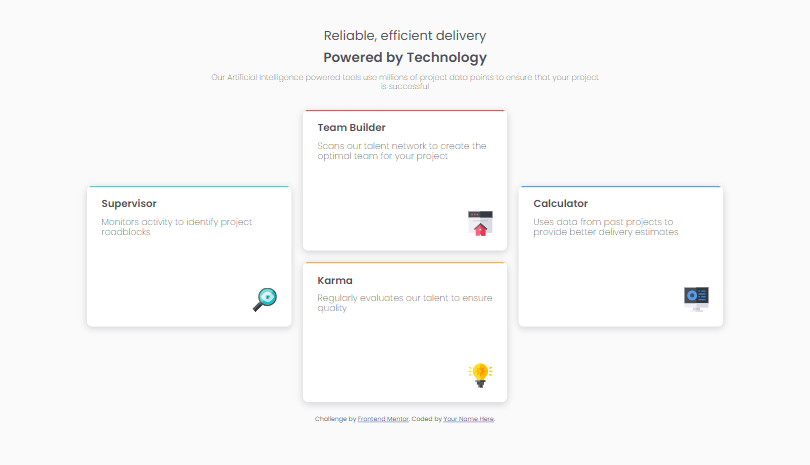 Reliable, efficient delivery
Powered by Technology
Our Artificial Intelligence powered tools use millions of project data points to ensure that your project
is successful
Team Builder
Scans our talent network to create the
optimal team for your project
Supervisor
Monitors activity to identify project
roadblocks
Calculator
Uses data from past projects to
provide better delivery estimates
Karma
Regularly evaluates our talent to ensure
quality
Challenge by Frontend Mentor. Coded by Your Name Here.